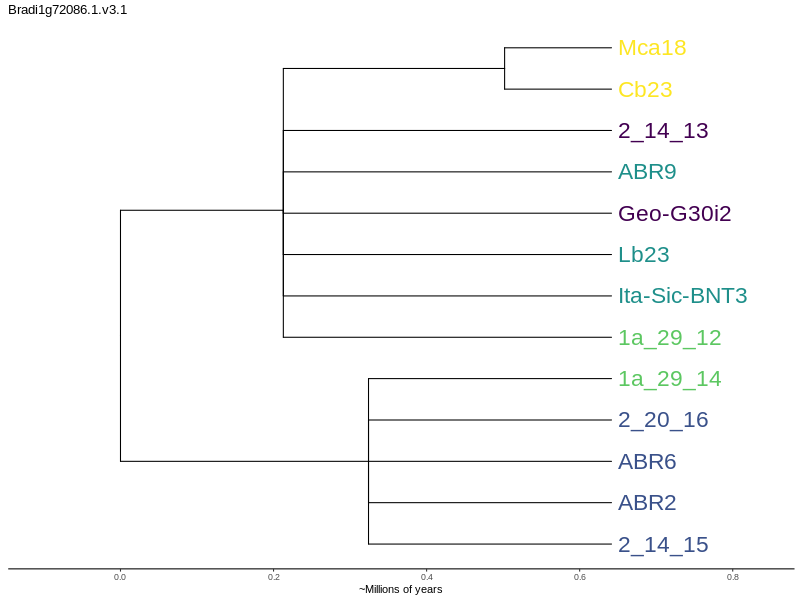 Bradi1g72086.1.v3.1
Mca18
Cb23
2_14_13
ABR9
Geo-G30i2
Lb23
Ita-Sic-BNT3
1a_29_12
1a_29_14
2_20_16
ABR6
ABR2
2_14_15
0.0 0.2 0.4 0.6 0.8
~Millions of years